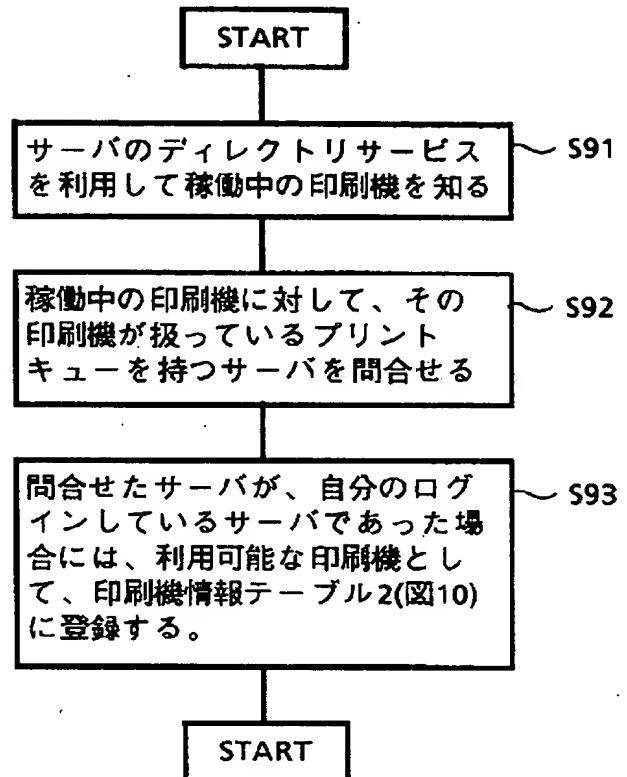 START
サーバのディレクトリサービス
を利用して稼働中の印刷機を知る
S91
稼働中の印刷機に対して、その
印刷機が扱っているプリント
キューを持つサーバを問合せる
S92
問合せたサーバが、自分のログ
インしているサーバであった場
合には、利用可能な印刷機とし
て、印刷機情報テーブル2(図10)
に登録する。
S93
START